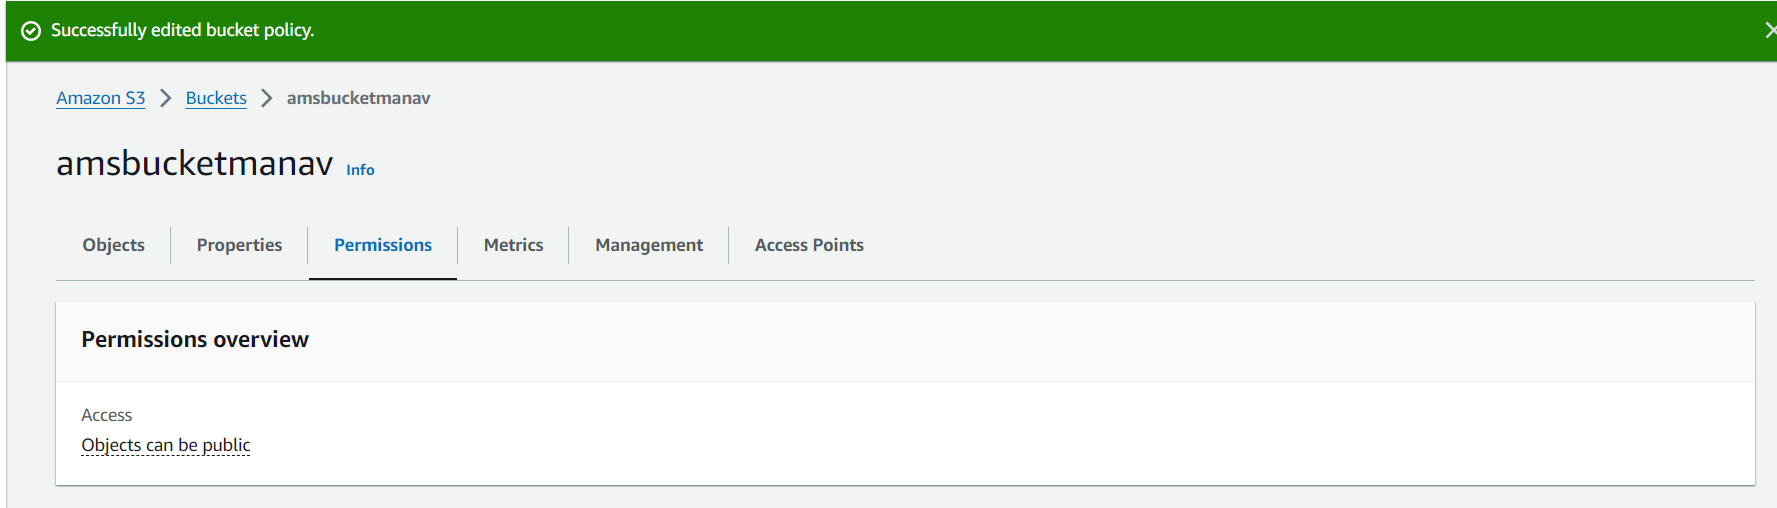 Successfully edited bucket policy.
Amazon S3 > Buckets > amsbucketmanav
amsbucketmanav Info
Objects Properties Permissions Metrics Management Access Points
Permissions overview
Access
Objects can be public